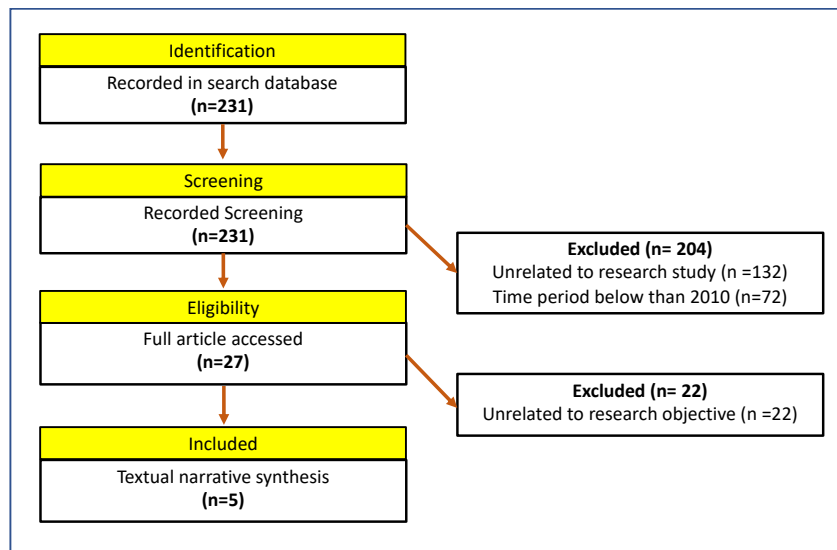 Identification
Recorded in search database
(n=231)
Screening
Recorded Screening
(n=231)
Excluded (n= 204)
Unrelated to research study (n =132)
Time period below than 2010 (n=72)
Eligibility
Full article accessed
(n=27)
Excluded (n= 22)
Unrelated to research objective (n =22)
Included
Textual narrative synthesis
(n=5)